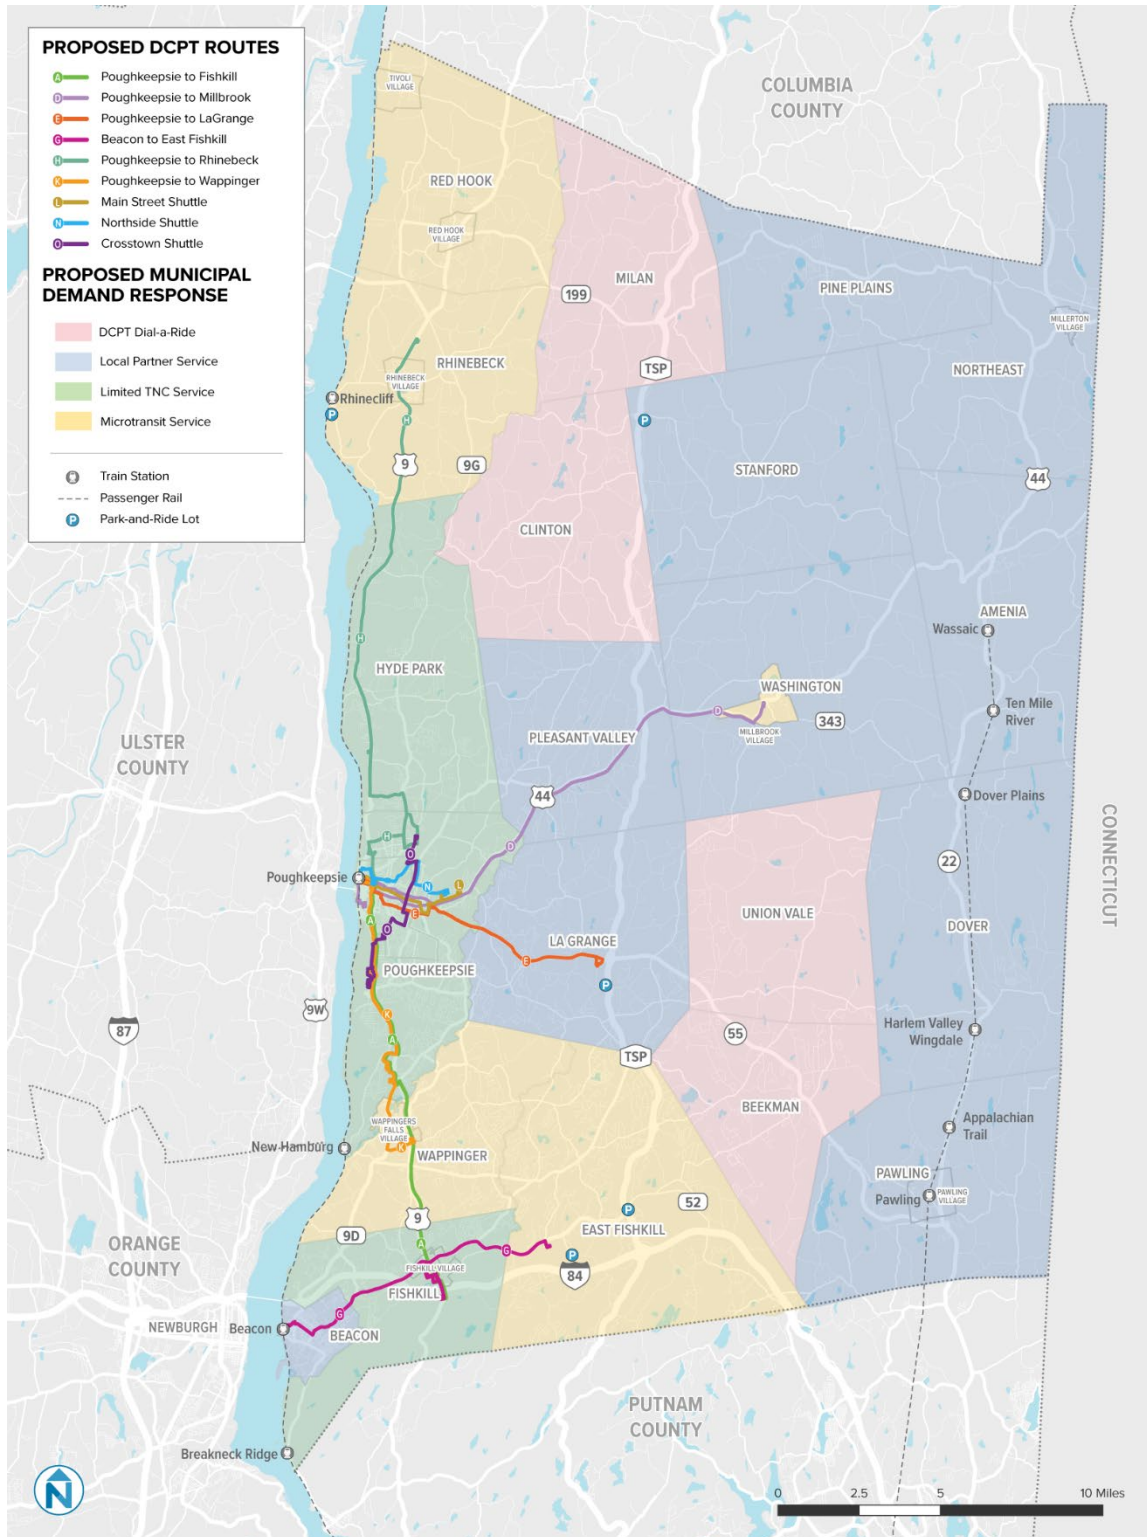 PROPOSED DCPT ROUTES
A Poughkeepsie to Fishkill
D Poughkeepsie to Millbrook
E Poughkeepsie to LaGrange
G Beacon to East Fishkill
H Poughkeepsie to Rhinebeck
K Poughkeepsie to Wappinger
L Main Street Shuttle
N Northside Shuttle
O Crosstown Shuttle
PROPOSED MUNICIPAL
DEMAND RESPONSE
DCPT Dial-a-Ride
Local Partner Service
Limited TNC Service
Microtransit Service
Train Station
Passenger Rail
P Park-and-Ride Lot
COLUMBIA
COUNTY
TIVOLI
VILLAGE
RED HOOK
RED HOOK
VILLAGE
MILAN
199
PINE PLAINS
MILLERTON
VILLAGE
NORTHEAST
RHINEBECK
RHINEBECK
VILLAGE
TSP
Rhinecliff
P
P
H
9
9G
STANFORD
44
CLINTON
AMENIA
Wassaic
H
HYDE PARK
WASHINGTON
D
MILLBROOK
VILLAGE
343
Ten Mile
River
PLEASANT VALLEY
ULSTER
COUNTY
44
Dover Plains
CONNECTICUT
H
O
D
22
Poughkeepsie
N
L
A
E
O
UNION VALE
DOVER
LA GRANGE
E
POUGHKEEPSIE
P
9W
K
87
A
TSP
55
Harlem Valley
Wingdale
BEEKMAN
WAPPINGERS
FALLS
VILLAGE
K
New Hamburg
WAPPINGER
Appalachian
Trail
PAWLING
Pawling
PAWLING
VILLAGE
52
P
9
9D
EAST FISHKILL
A
G
P
84
ORANGE
COUNTY
FISHKILL VILLAGE
FISHKILL
G
NEWBURGH
Beacon
BEACON
PUTNAM
COUNTY
Breakneck Ridge
N
0
2.5
5
10 Miles